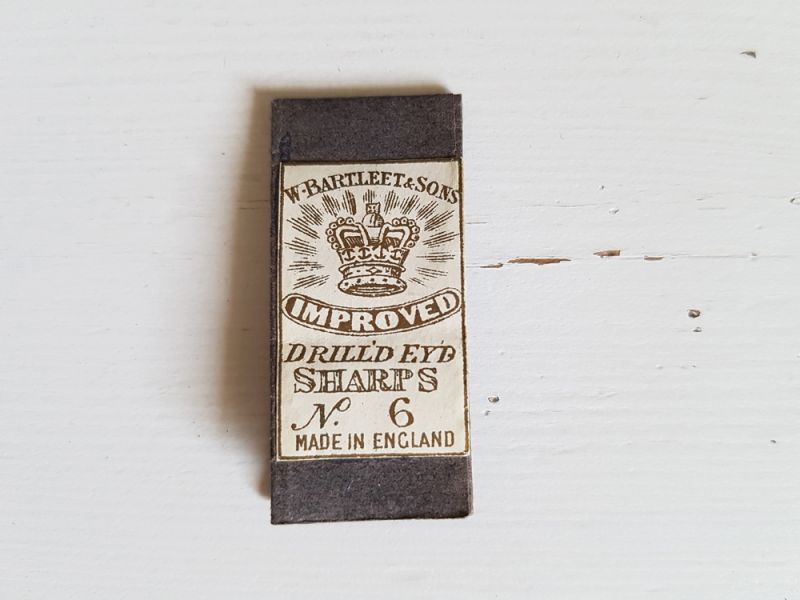 W. BARTLEET & SONS
IMPROVED
DRILL'D EY'D
SHARPS
No. 6
MADE IN ENGLAND